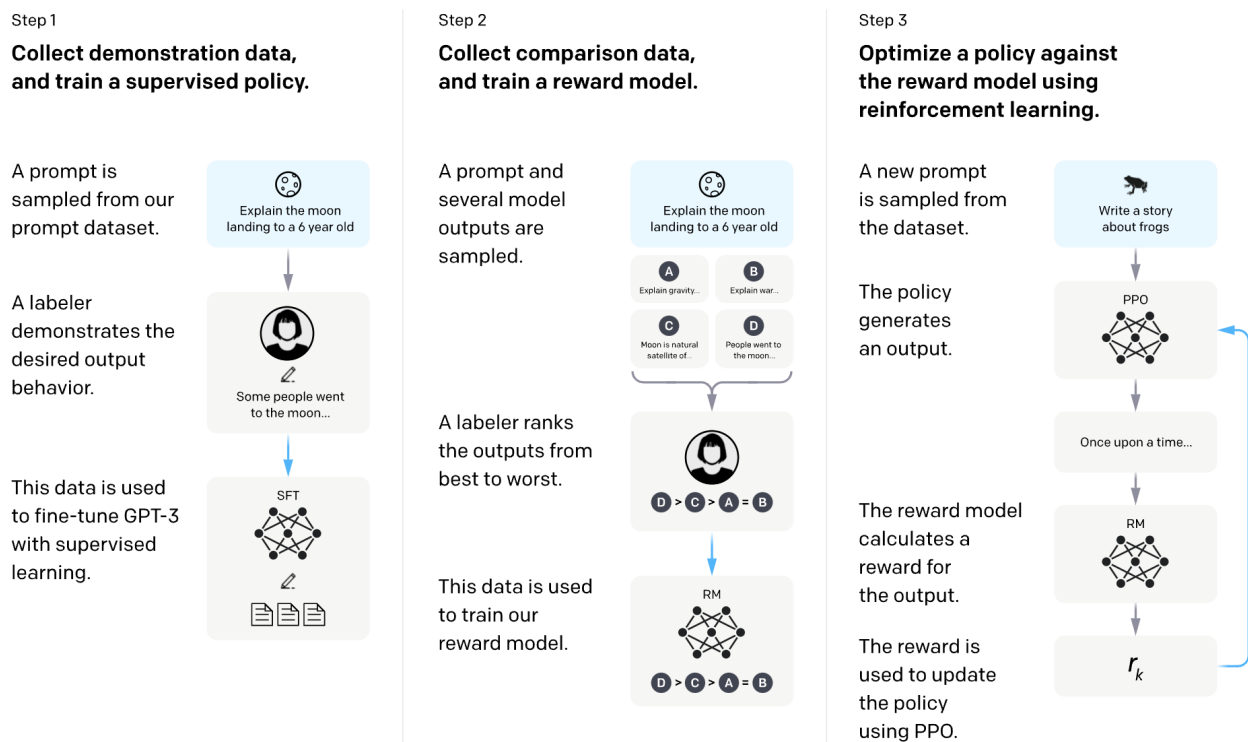 Step 1
Collect demonstration data,
and train a supervised policy.
A prompt is
sampled from our
prompt dataset.
Explain the moon
landing to a 6 year old
A labeler
demonstrates the
desired output
behavior.
Some people went
to the moon...
This data is used
to fine-tune GPT-3
with supervised
learning.
SFT
Step 2
Collect comparison data,
and train a reward model.
A prompt and
several model
outputs are
sampled.
Explain the moon
landing to a 6 year old
A
Explain gravity...
B
Explain war...
C
Moon is natural
satellite of...
D
People went to
the moon...
A labeler ranks
the outputs from
best to worst.
D > C > A = B
This data is used
to train our
reward model.
RM
D > C > A = B
Step 3
Optimize a policy against
the reward model using
reinforcement learning.
A new prompt
is sampled from
the dataset.
Write a story
about frogs
The policy
generates
an output.
PPO
Once upon a time...
The reward model
calculates a
reward for
the output.
RM
The reward is
used to update
the policy
using PPO.
r_k